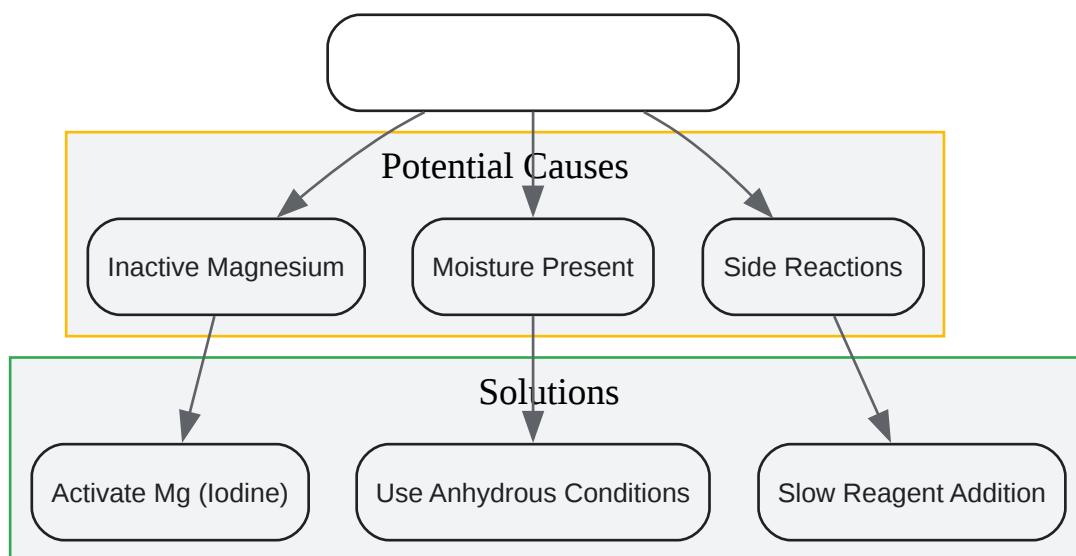 Potential Causes
Inactive Magnesium
Moisture Present
Side Reactions
Solutions
Activate Mg (Iodine)
Use Anhydrous Conditions
Slow Reagent Addition